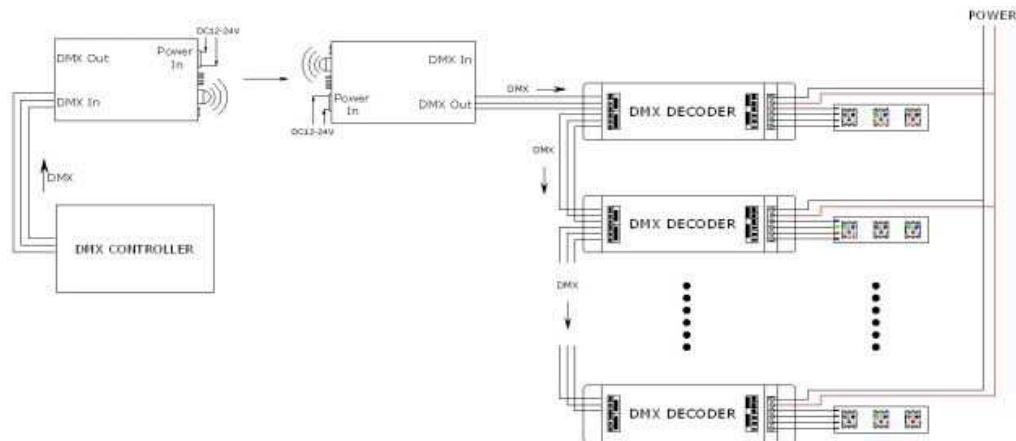 POWER
DC12-24V
DMX Out
Power
In
DMX In
DMX
DMX CONTROLLER
DMX In
Power
In
DMX Out
DC12-24V
DMX
DMX DECODER
DMX
DMX DECODER
DMX
DMX DECODER